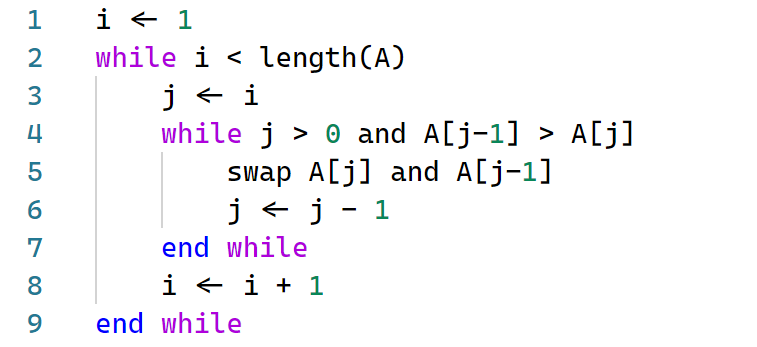 1 i ← 1
2 while i < length(A)
3 j ← i
4 while j > 0 and A[j-1] > A[j]
5 swap A[j] and A[j-1]
6 j ← j - 1
7 end while
8 i ← i + 1
9 end while